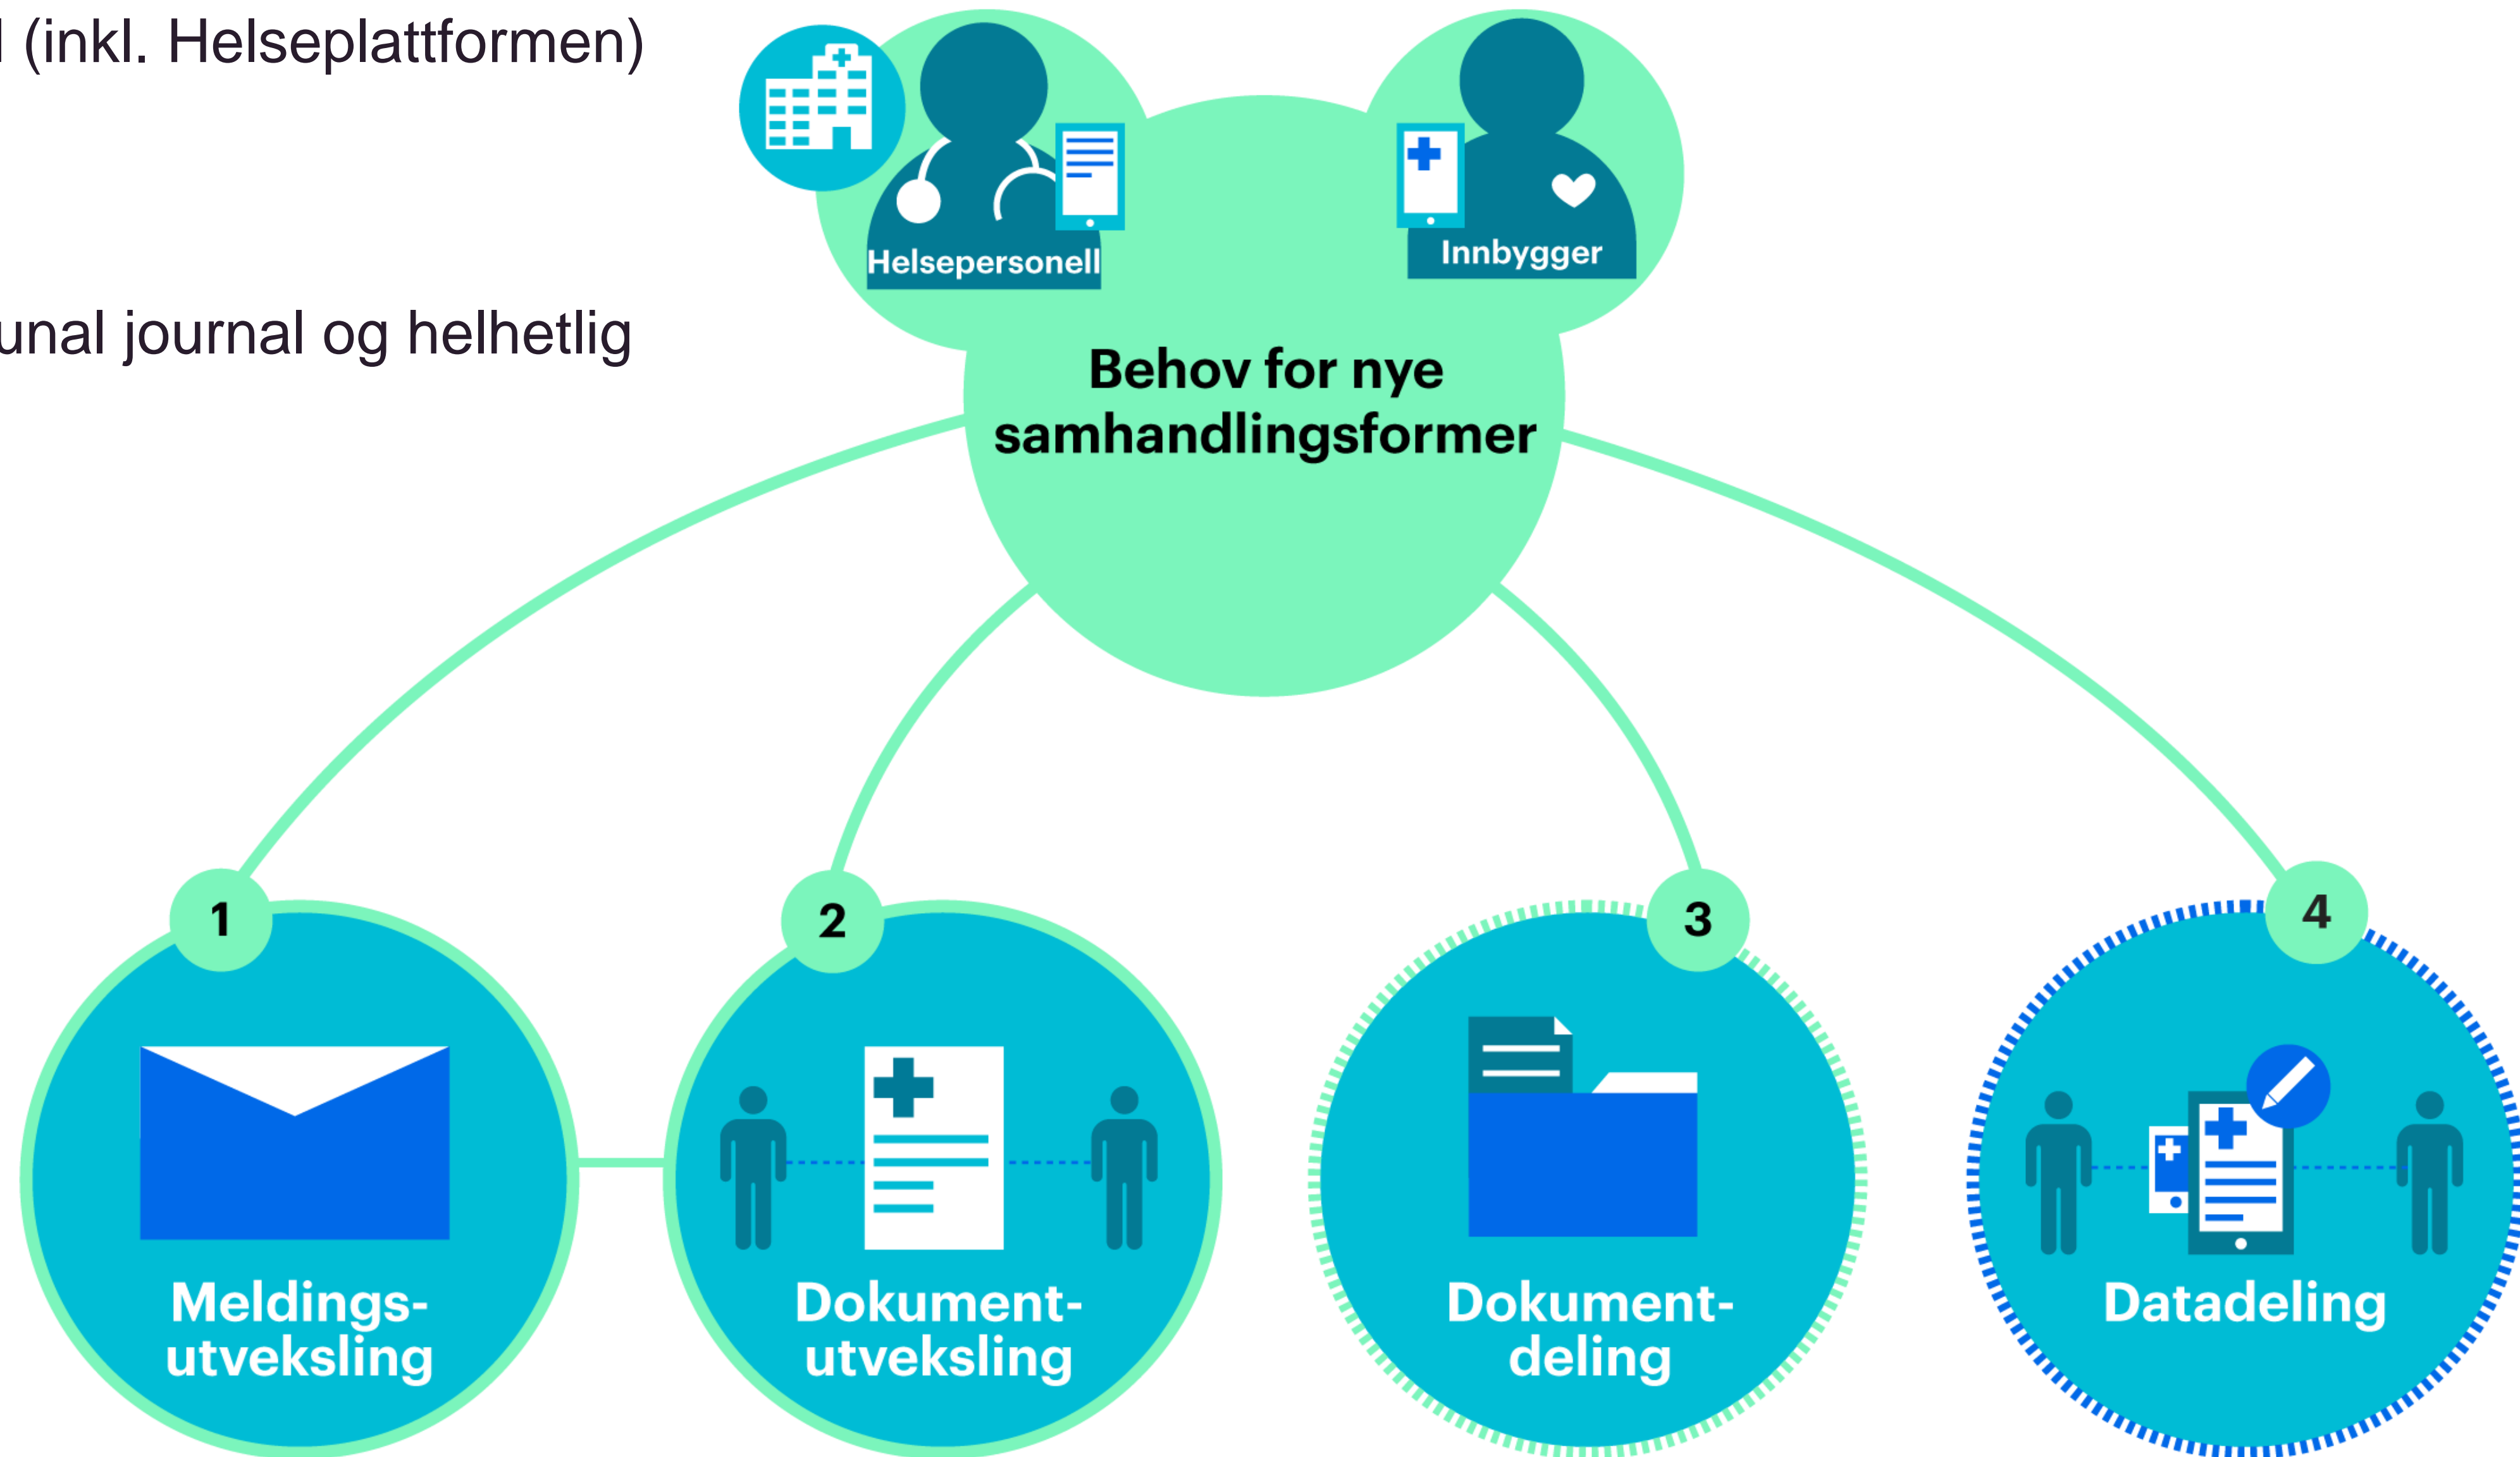 (inkl. Helseplattformen)
journal og helhetlig
Helsepersonell
Innbygger
Behov for nye
samhandlingsformer
1
2
3
4
Meldings-
utveksling
Dokument-
utveksling
Dokument-
deling
Datadeling